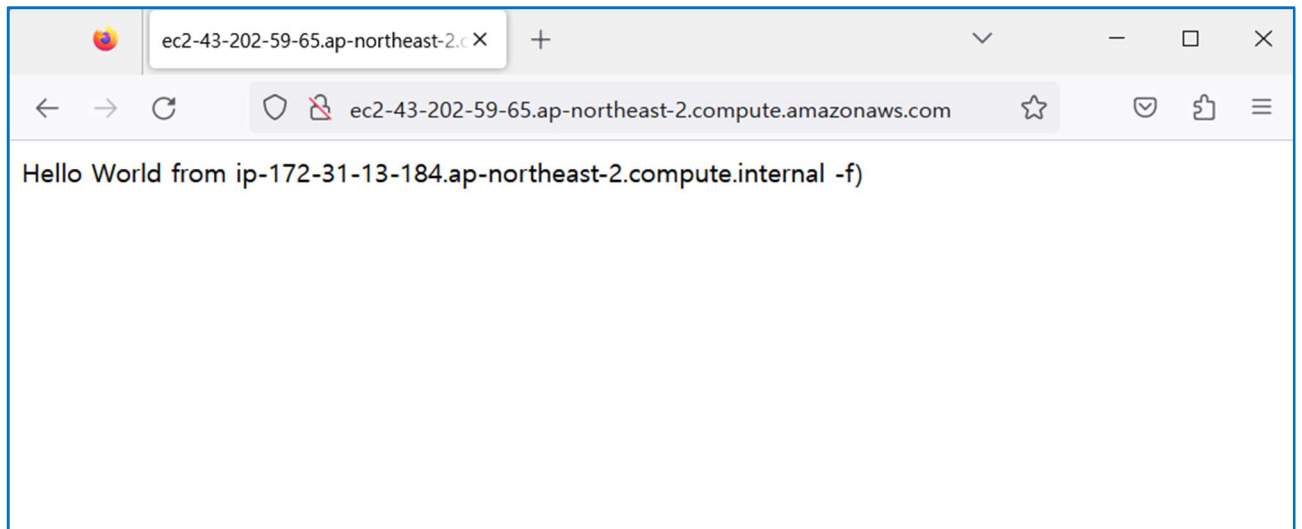 ec2-43-202-59-65.ap-northeast-2.c
ec2-43-202-59-65.ap-northeast-2.compute.amazonaws.com
Hello World from ip-172-31-13-184.ap-northeast-2.compute.internal -f)